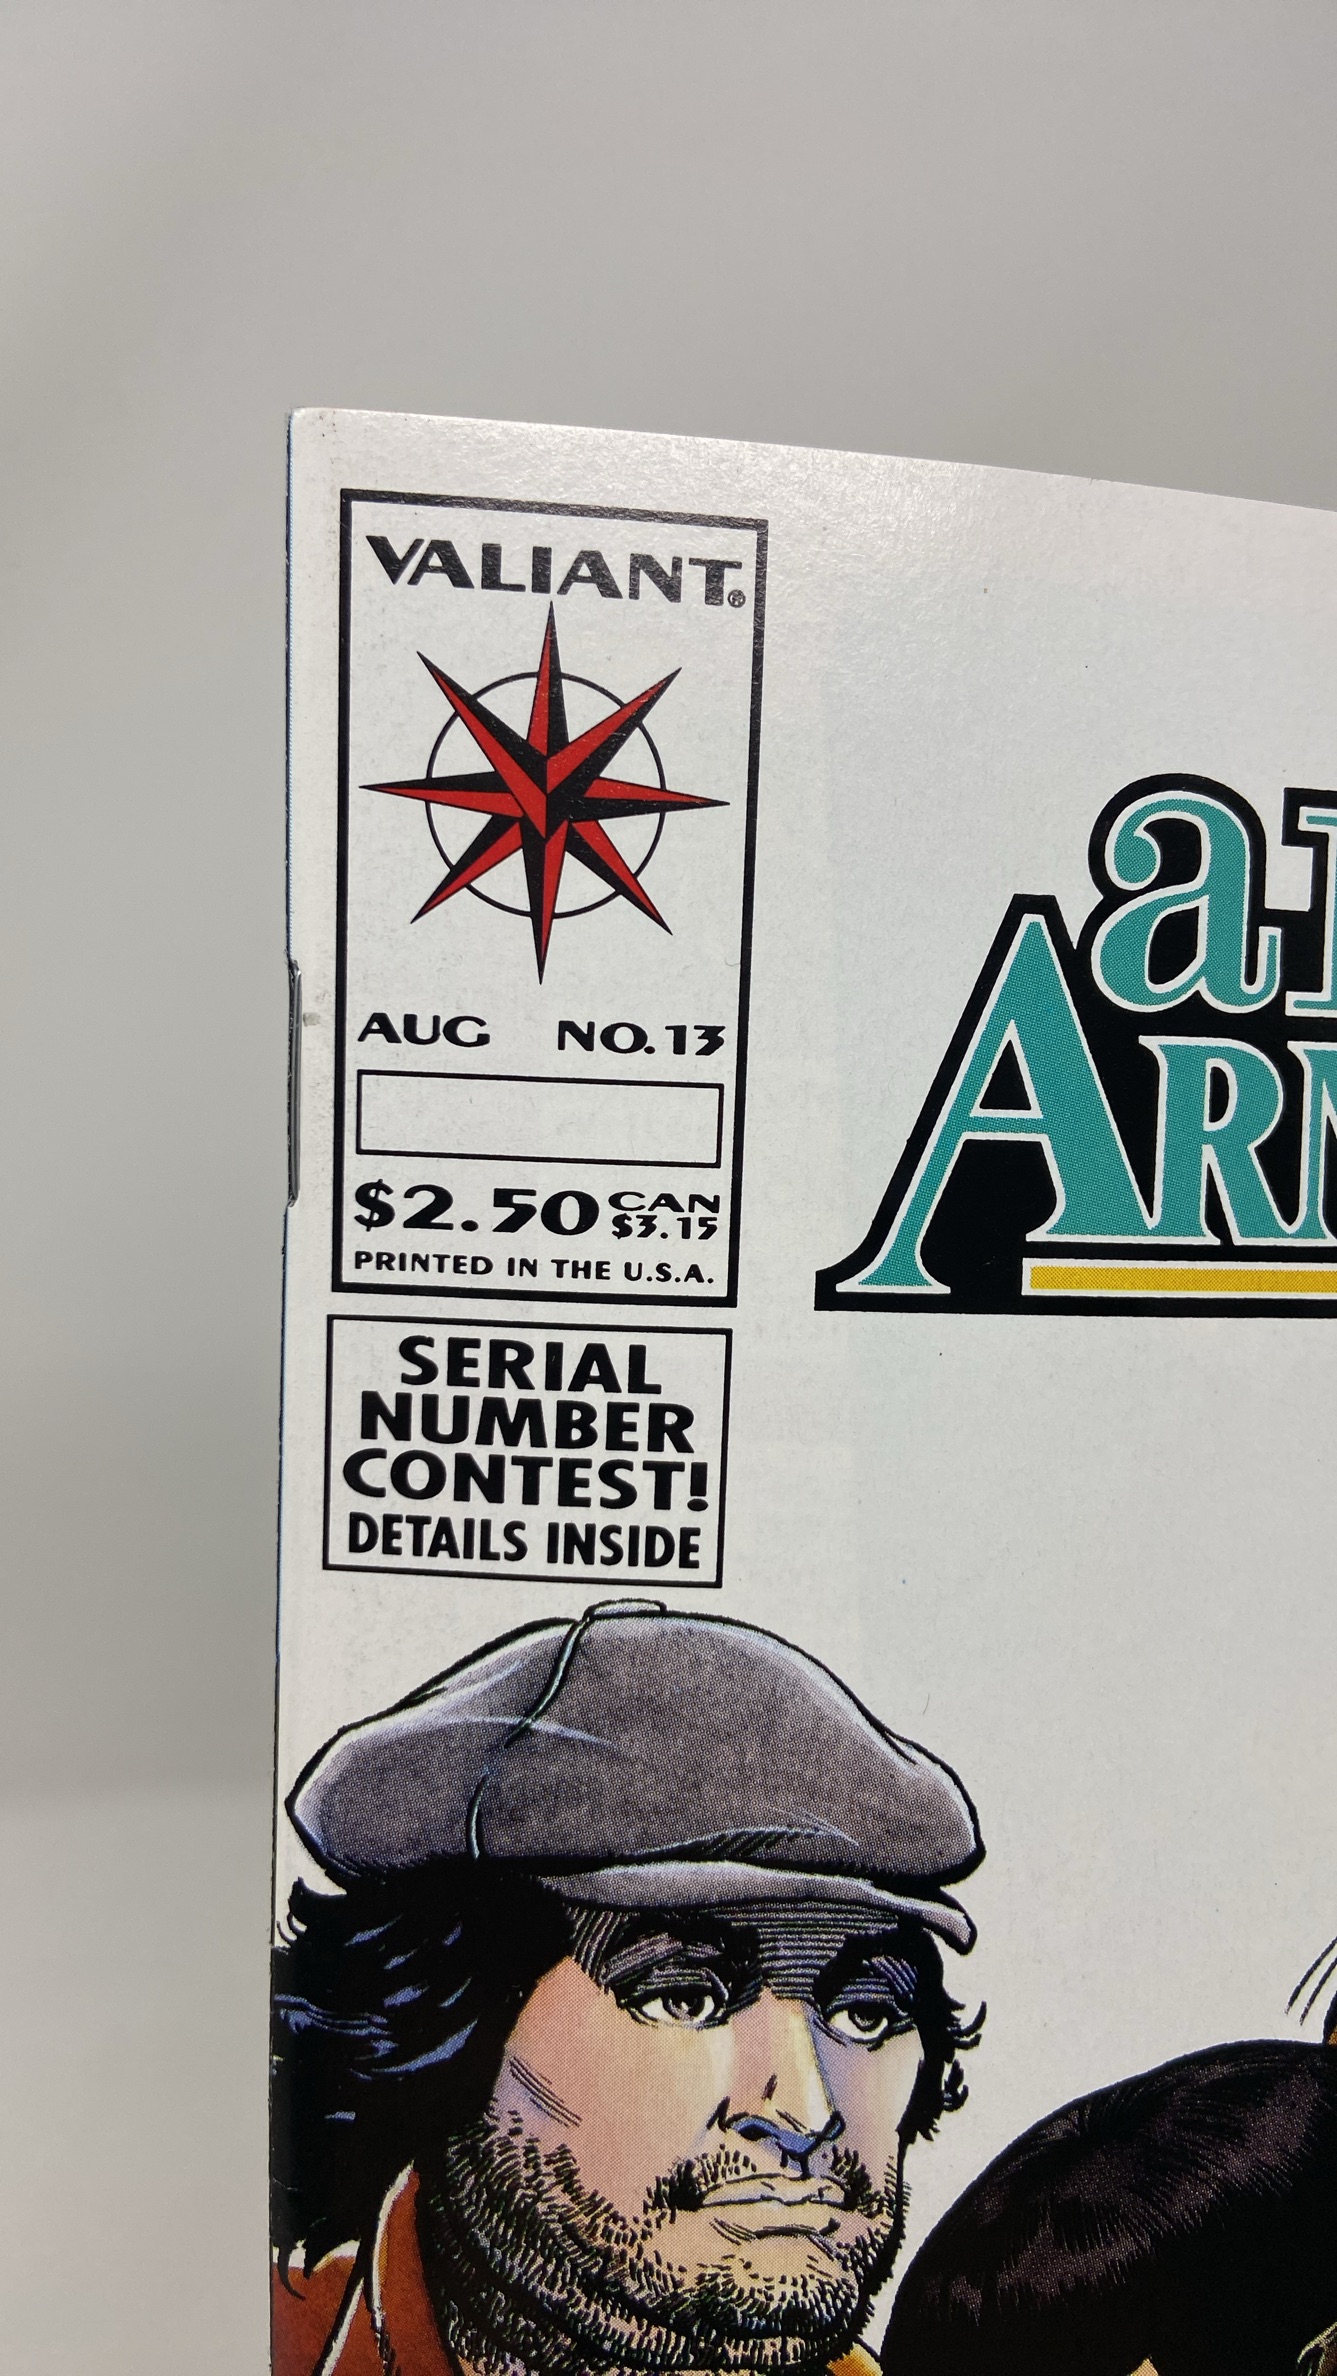 VALIANT®
AUG NO. 13
$2.50 CAN $3.15
PRINTED IN THE U.S.A.
SERIAL
NUMBER
CONTEST!
DETAILS INSIDE